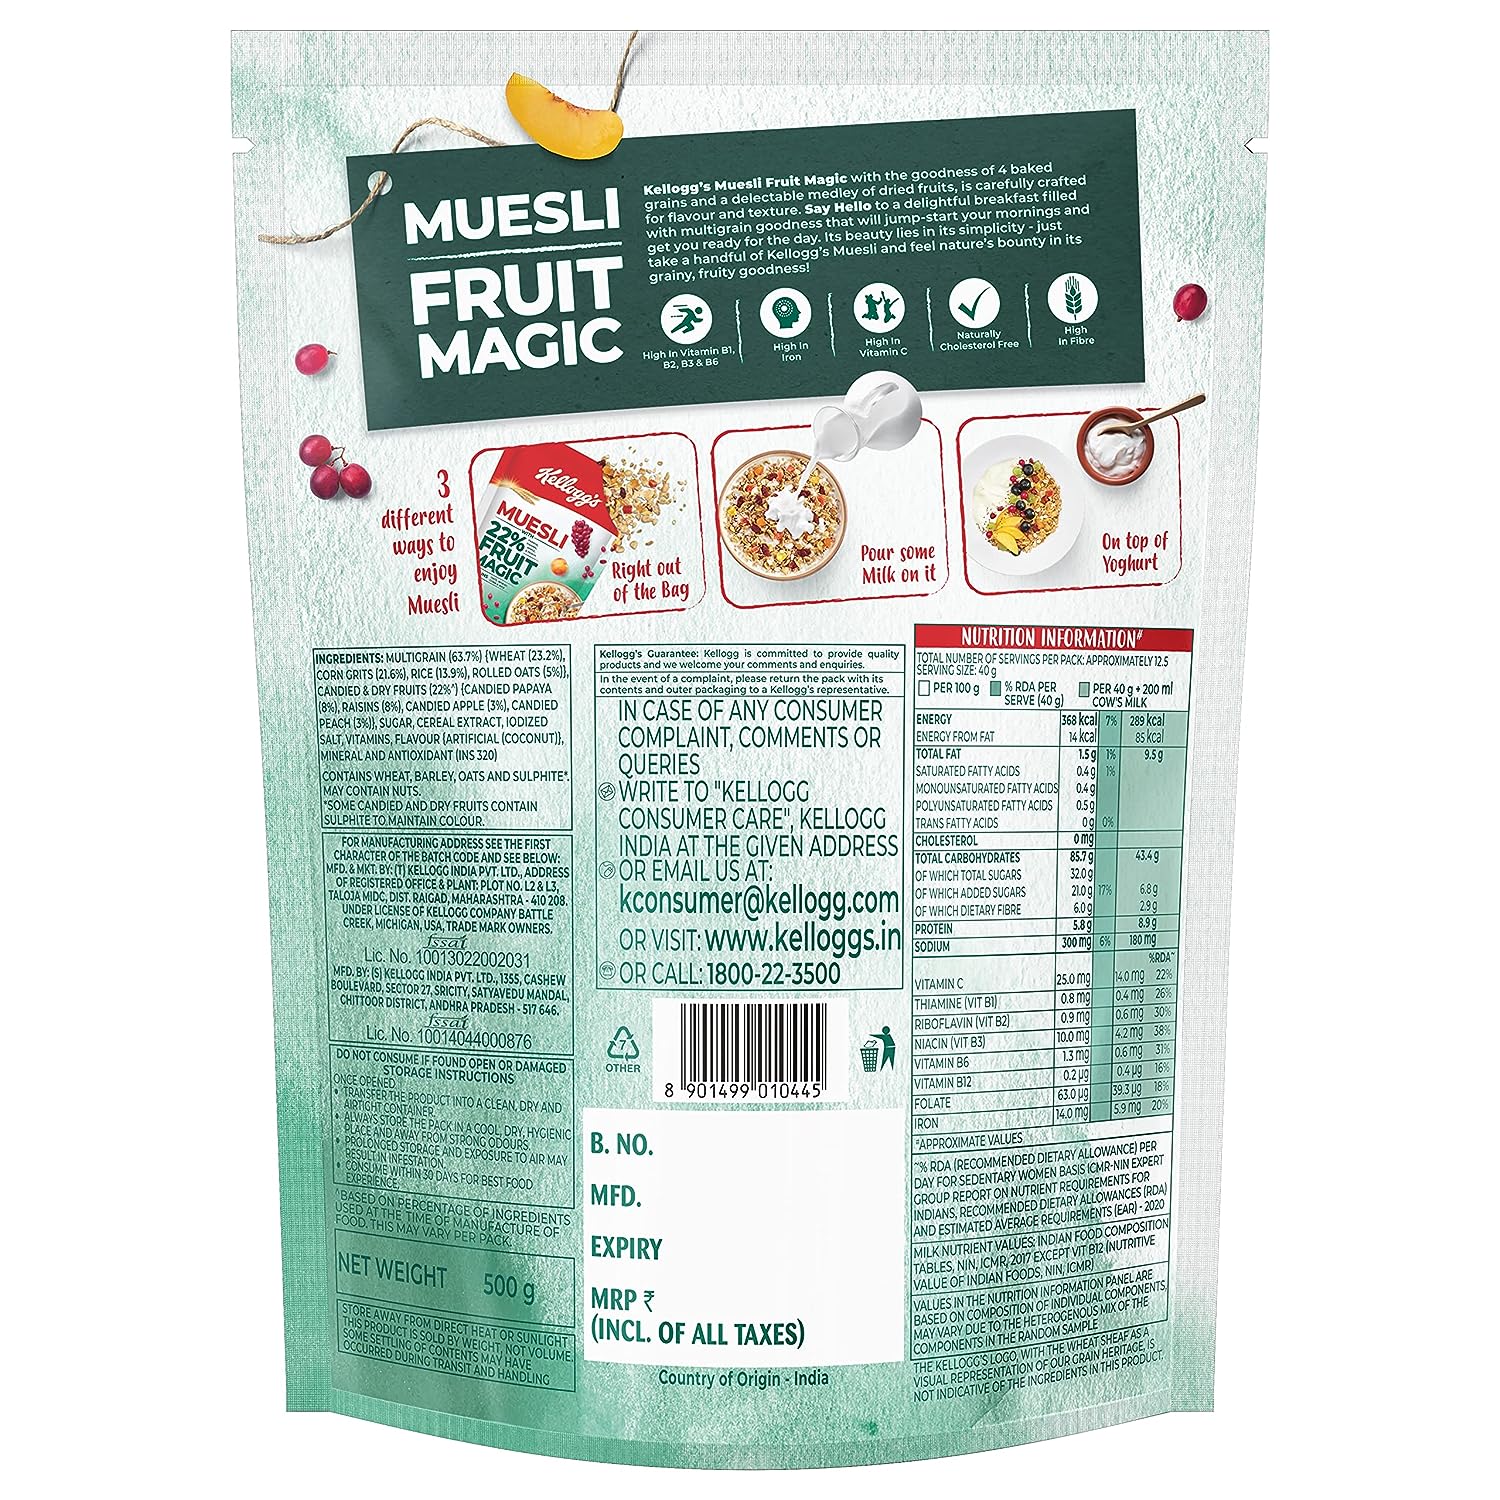 MUESLI
FRUIT
MAGIC
Kellogg's Muesli Fruit Magic with the goodness of 4 baked
grains and a delectable medley of dried fruits, is carefully crafted
for flavour and texture. Say Hello to a delightful breakfast filled
with multigrain goodness that will jump-start your mornings and
get you ready for the day. Its beauty lies in its simplicity - just
take a handful of Kellogg's Muesli and feel nature's bounty in its
grainy, fruity goodness!
High In Vitamin B1,
B2, B3 & B6
High In
Iron
High In
Vitamin C
Naturally
Cholesterol Free
High
In Fibre
3
different
ways to
enjoy
Muesli
Kellogg's
MUESLI
22%
FRUIT
MAGIC
Right out
of the Bag
Pour some
Milk on it
On top of
Yoghurt
INGREDIENTS: MULTIGRAIN (63.7%) {WHEAT (23.2%),
CORN GRITS (21.6%), RICE (13.9%), ROLLED OATS (5%)},
CANDIED & DRY FRUITS (22%^) {CANDIED PAPAYA
(8%), RAISINS (8%), CANDIED APPLE (3%), CANDIED
PEACH (3%)}, SUGAR, CEREAL EXTRACT, IODIZED
SALT, VITAMINS, FLAVOUR {ARTIFICIAL (COCONUT)},
MINERAL AND ANTIOXIDANT (INS 320)
CONTAINS WHEAT, BARLEY, OATS AND SULPHITE*.
MAY CONTAIN NUTS.
*SOME CANDIED AND DRY FRUITS CONTAIN
SULPHITE TO MAINTAIN COLOUR.
FOR MANUFACTURING ADDRESS SEE THE FIRST
CHARACTER OF THE BATCH CODE AND SEE BELOW:
MFD. & MKT. BY: (T) KELLOGG INDIA PVT. LTD., ADDRESS
OF REGISTERED OFFICE & PLANT: PLOT NO. L2 & L3,
TALOJA MIDC, DIST. RAIGAD, MAHARASHTRA - 410 208.
UNDER LICENSE OF KELLOGG COMPANY BATTLE
CREEK, MICHIGAN, USA, TRADE MARK OWNERS.
fssai
Lic. No. 10013022002031
MFD. BY: (S) KELLOGG INDIA PVT. LTD., 1355, CASHEW
BOULEVARD, SECTOR 27, SRICITY, SATYAVEDU MANDAL,
CHITTOOR DISTRICT, ANDHRA PRADESH - 517 646.
fssai
Lic. No. 10014044000876
DO NOT CONSUME IF FOUND OPEN OR DAMAGED
STORAGE INSTRUCTIONS
ONCE OPENED,
• TRANSFER THE PRODUCT INTO A CLEAN, DRY AND
AIRTIGHT CONTAINER.
• ALWAYS STORE THE PACK IN A COOL, DRY, HYGIENIC
PLACE AND AWAY FROM STRONG ODOURS.
• PROLONGED STORAGE AND EXPOSURE TO AIR MAY
RESULT IN INFESTATION.
• CONSUME WITHIN 30 DAYS FOR BEST FOOD
EXPERIENCE.
^BASED ON PERCENTAGE OF INGREDIENTS
USED AT THE TIME OF MANUFACTURE OF
FOOD. THIS MAY VARY PER PACK.
NET WEIGHT 500 g
STORE AWAY FROM DIRECT HEAT OR SUNLIGHT
THIS PRODUCT IS SOLD BY WEIGHT, NOT VOLUME.
SOME SETTLING OF CONTENTS MAY HAVE
OCCURRED DURING TRANSIT AND HANDLING
Kellogg's Guarantee: Kellogg is committed to provide quality
products and we welcome your comments and enquiries.
In the event of a complaint, please return the pack with its
contents and outer packaging to a Kellogg's representative.
IN CASE OF ANY CONSUMER
COMPLAINT, COMMENTS OR
QUERIES
WRITE TO "KELLOGG
CONSUMER CARE", KELLOGG
INDIA AT THE GIVEN ADDRESS
OR EMAIL US AT:
kconsumer@kellogg.com
OR VISIT: www.kelloggs.in
OR CALL: 1800-22-3500
7
OTHER
8 901499 010445
B. NO.
MFD.
EXPIRY
MRP ₹
(INCL. OF ALL TAXES)
Country of Origin - India
NUTRITION INFORMATION#
TOTAL NUMBER OF SERVINGS PER PACK: APPROXIMATELY 12.5
SERVING SIZE: 40 g
PER 100 g % RDA PER PER 40 g + 200 ml
SERVE (40 g) COW'S MILK
ENERGY 368 kcal 7% 289 kcal
ENERGY FROM FAT 14 kcal 85 kcal
TOTAL FAT 1.5 g 1% 9.5 g
SATURATED FATTY ACIDS 0.4 g 1%
MONOUNSATURATED FATTY ACIDS 0.4 g
POLYUNSATURATED FATTY ACIDS 0.5 g
TRANS FATTY ACIDS 0 g 0%
CHOLESTEROL 0 mg
TOTAL CARBOHYDRATES 85.7 g 43.4 g
OF WHICH TOTAL SUGARS 32.0 g
OF WHICH ADDED SUGARS 21.0 g 17% 6.8 g
OF WHICH DIETARY FIBRE 6.0 g 2.9 g
PROTEIN 5.8 g 8.9 g
SODIUM 300 mg 6% 180 mg
%RDA~
VITAMIN C 25.0 mg 14.0 mg 22%
THIAMINE (VIT B1) 0.8 mg 0.4 mg 26%
RIBOFLAVIN (VIT B2) 0.9 mg 0.6 mg 30%
NIACIN (VIT B3) 10.0 mg 4.2 mg 38%
VITAMIN B6 1.3 mg 0.6 mg 31%
VITAMIN B12 0.2 µg 0.4 µg 16%
FOLATE 63.0 µg 39.3 µg 18%
IRON 14.0 mg 5.9 mg 20%
#APPROXIMATE VALUES
~% RDA (RECOMMENDED DIETARY ALLOWANCE) PER
DAY FOR SEDENTARY WOMEN BASIS ICMR-NIN EXPERT
GROUP REPORT ON NUTRIENT REQUIREMENTS FOR
INDIANS, RECOMMENDED DIETARY ALLOWANCES (RDA)
AND ESTIMATED AVERAGE REQUIREMENTS (EAR) - 2020
MILK NUTRIENT VALUES: INDIAN FOOD COMPOSITION
TABLES, NIN, ICMR, 2017 EXCEPT VIT B12 (NUTRITIVE
VALUE OF INDIAN FOODS, NIN, ICMR)
VALUES IN THE NUTRITION INFORMATION PANEL ARE
BASED ON COMPOSITION OF INDIVIDUAL COMPONENTS,
MAY VARY DUE TO THE HETEROGENOUS MIX OF THE
COMPONENTS IN THE RANDOM SAMPLE
THE KELLOGG'S LOGO, WITH THE WHEAT SHEAF AS A
VISUAL REPRESENTATION OF OUR GRAIN HERITAGE, IS
NOT INDICATIVE OF THE INGREDIENTS IN THIS PRODUCT.